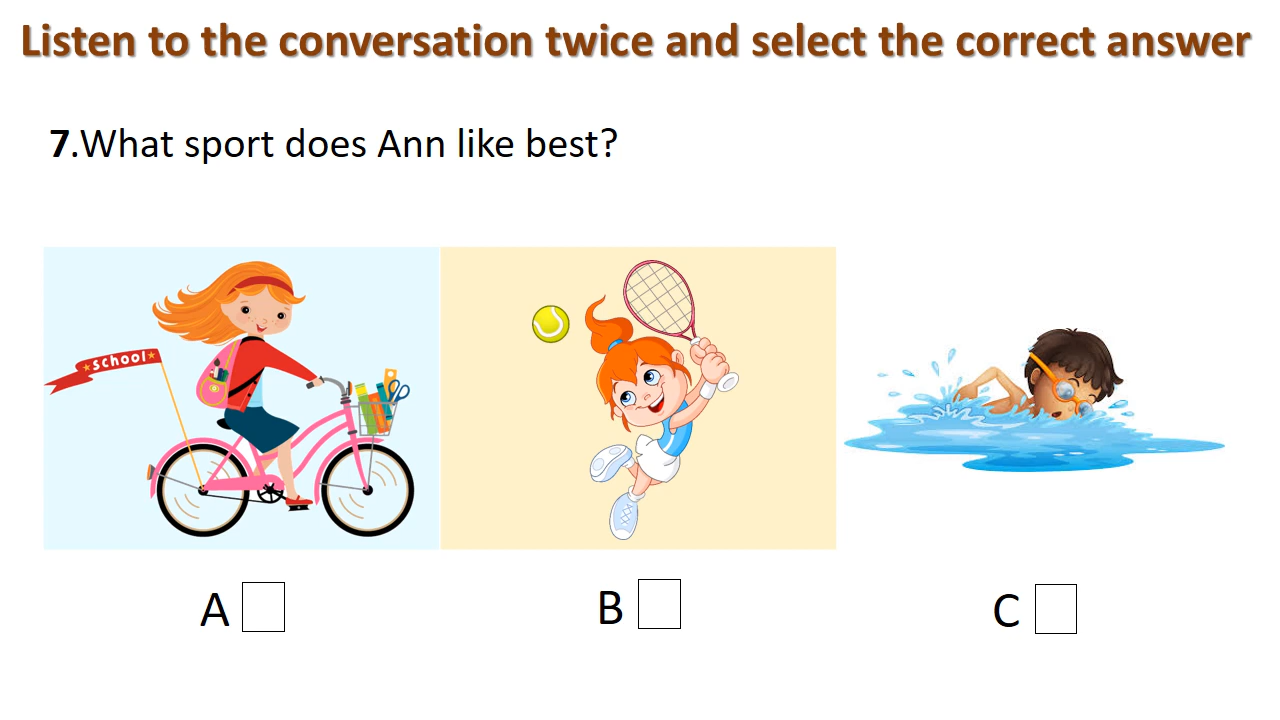 Listen to the conversation twice and select the correct answer
7.What sport does Ann like best?
school
A
B
C